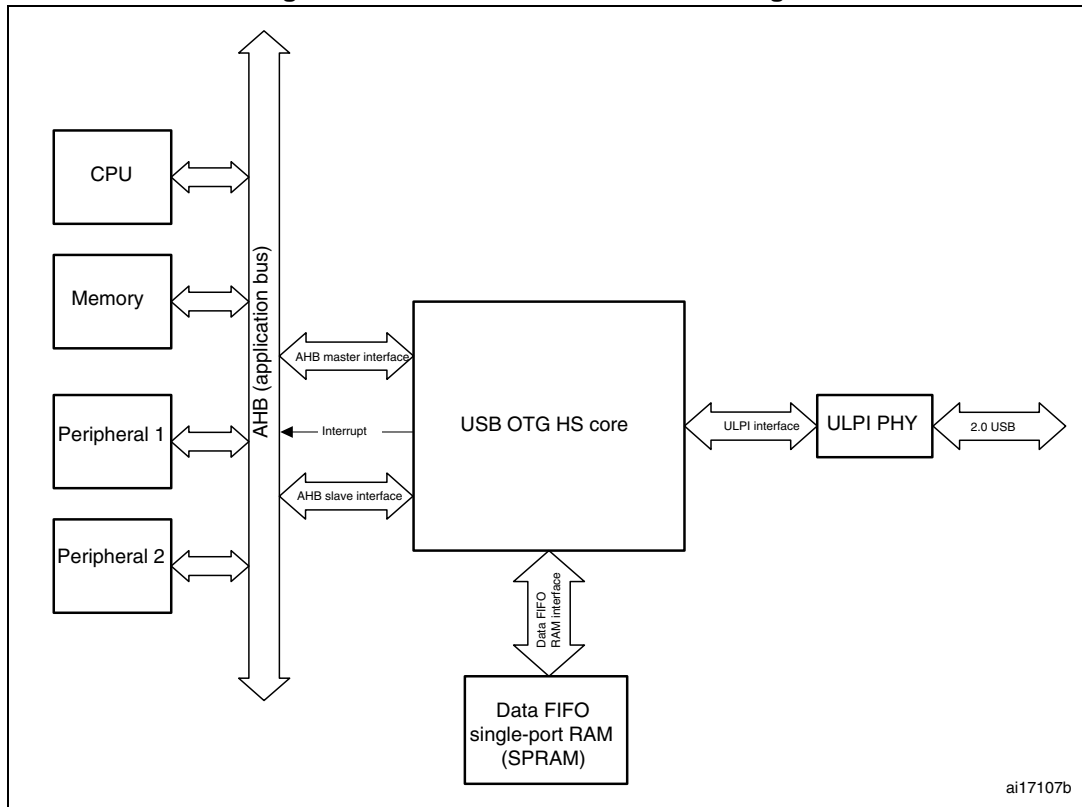 CPU
Memory
Peripheral 1
Peripheral 2
AHB (application bus)
AHB master interface
Interrupt
AHB slave interface
USB OTG HS core
ULPI interface
ULPI PHY
2.0 USB
Data FIFO
RAM interface
Data FIFO
single-port RAM
(SPRAM)
ai17107b